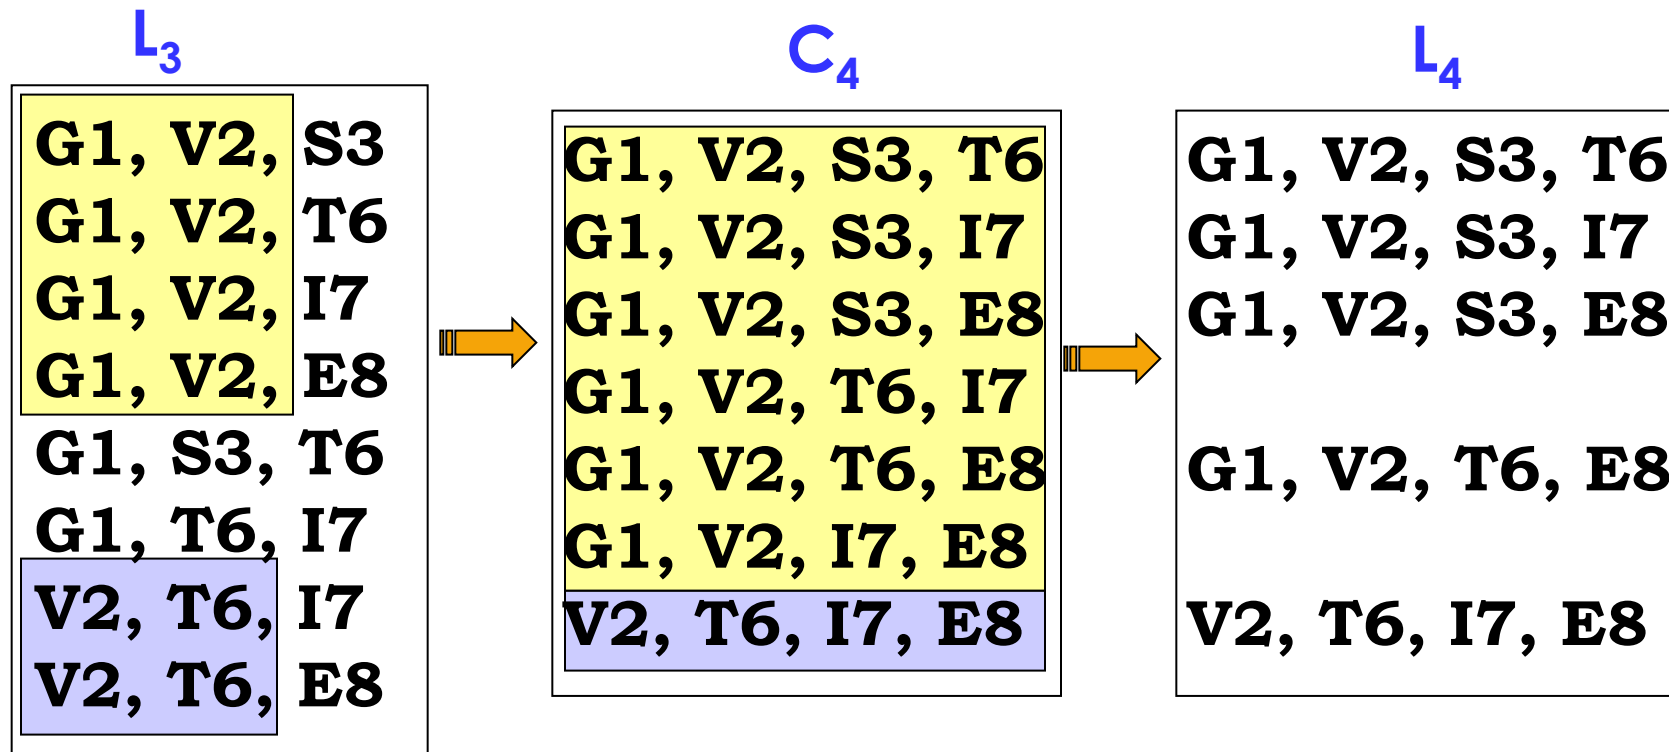 L3
G1, V2, S3
G1, V2, T6
G1, V2, I7
G1, V2, E8
G1, S3, T6
G1, T6, I7
V2, T6, I7
V2, T6, E8
C4
G1, V2, S3, T6
G1, V2, S3, I7
G1, V2, S3, E8
G1, V2, T6, I7
G1, V2, T6, E8
G1, V2, I7, E8
V2, T6, I7, E8
L4
G1, V2, S3, T6
G1, V2, S3, I7
G1, V2, S3, E8
G1, V2, T6, E8
V2, T6, I7, E8